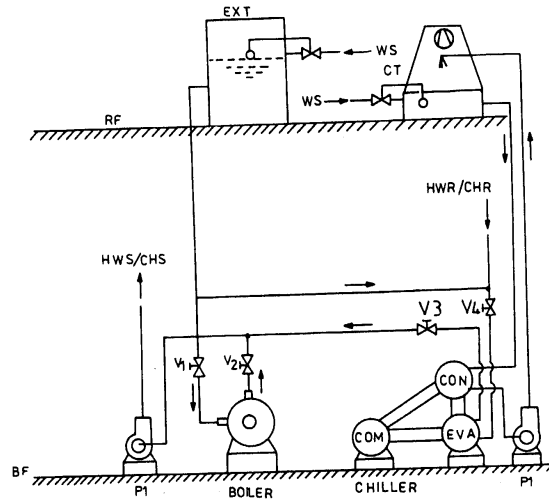 EXT
WS
CT
WS
RF
HWR/CHR
HWS/CHS
V3
V4
V1
V2
CON
COM
EVA
BF
P1
BOILER
CHILLER
P1